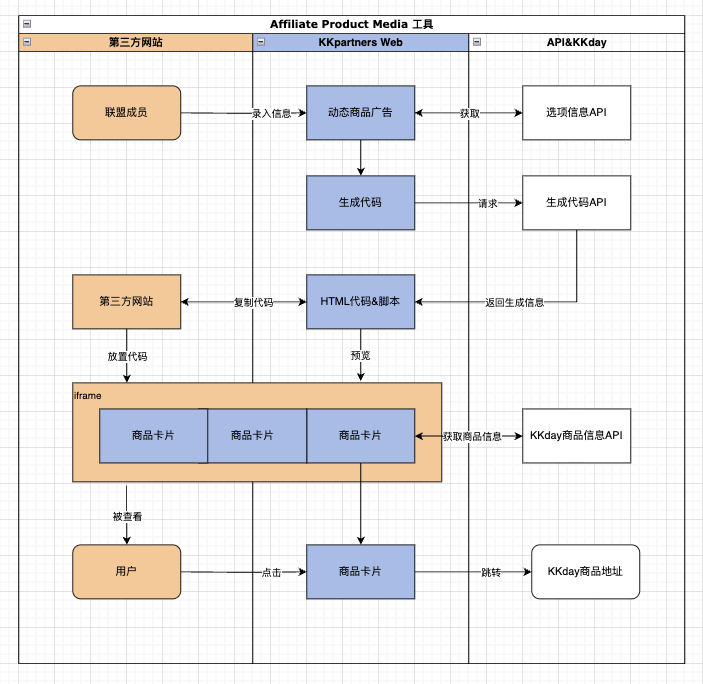 Affiliate Product Media 工具
第三方网站
KKpartners Web
API&KKday
联盟成员
录入信息
动态商品广告
获取
选项信息API
生成代码
请求
生成代码API
第三方网站
复制代码
HTML代码&脚本
返回生成信息
放置代码
预览
iframe
商品卡片
商品卡片
商品卡片
获取商品信息
KKday商品信息API
被查看
用户
点击
商品卡片
跳转
KKday商品地址